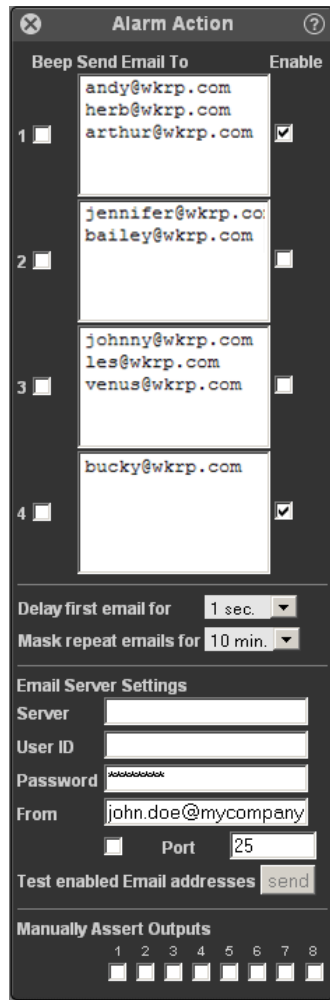 Alarm Action ?
Beep Send Email To Enable
1
andy@wkrp.com
herb@wkrp.com
arthur@wkrp.com
2
jennifer@wkrp.co
bailey@wkrp.com
3
johnny@wkrp.com
les@wkrp.com
venus@wkrp.com
4
bucky@wkrp.com
Delay first email for 1 sec.
Mask repeat emails for 10 min.
Email Server Settings
Server
User ID
Password *********
From john.doe@mycompany
Port 25
Test enabled Email addresses send
Manually Assert Outputs
1 2 3 4 5 6 7 8